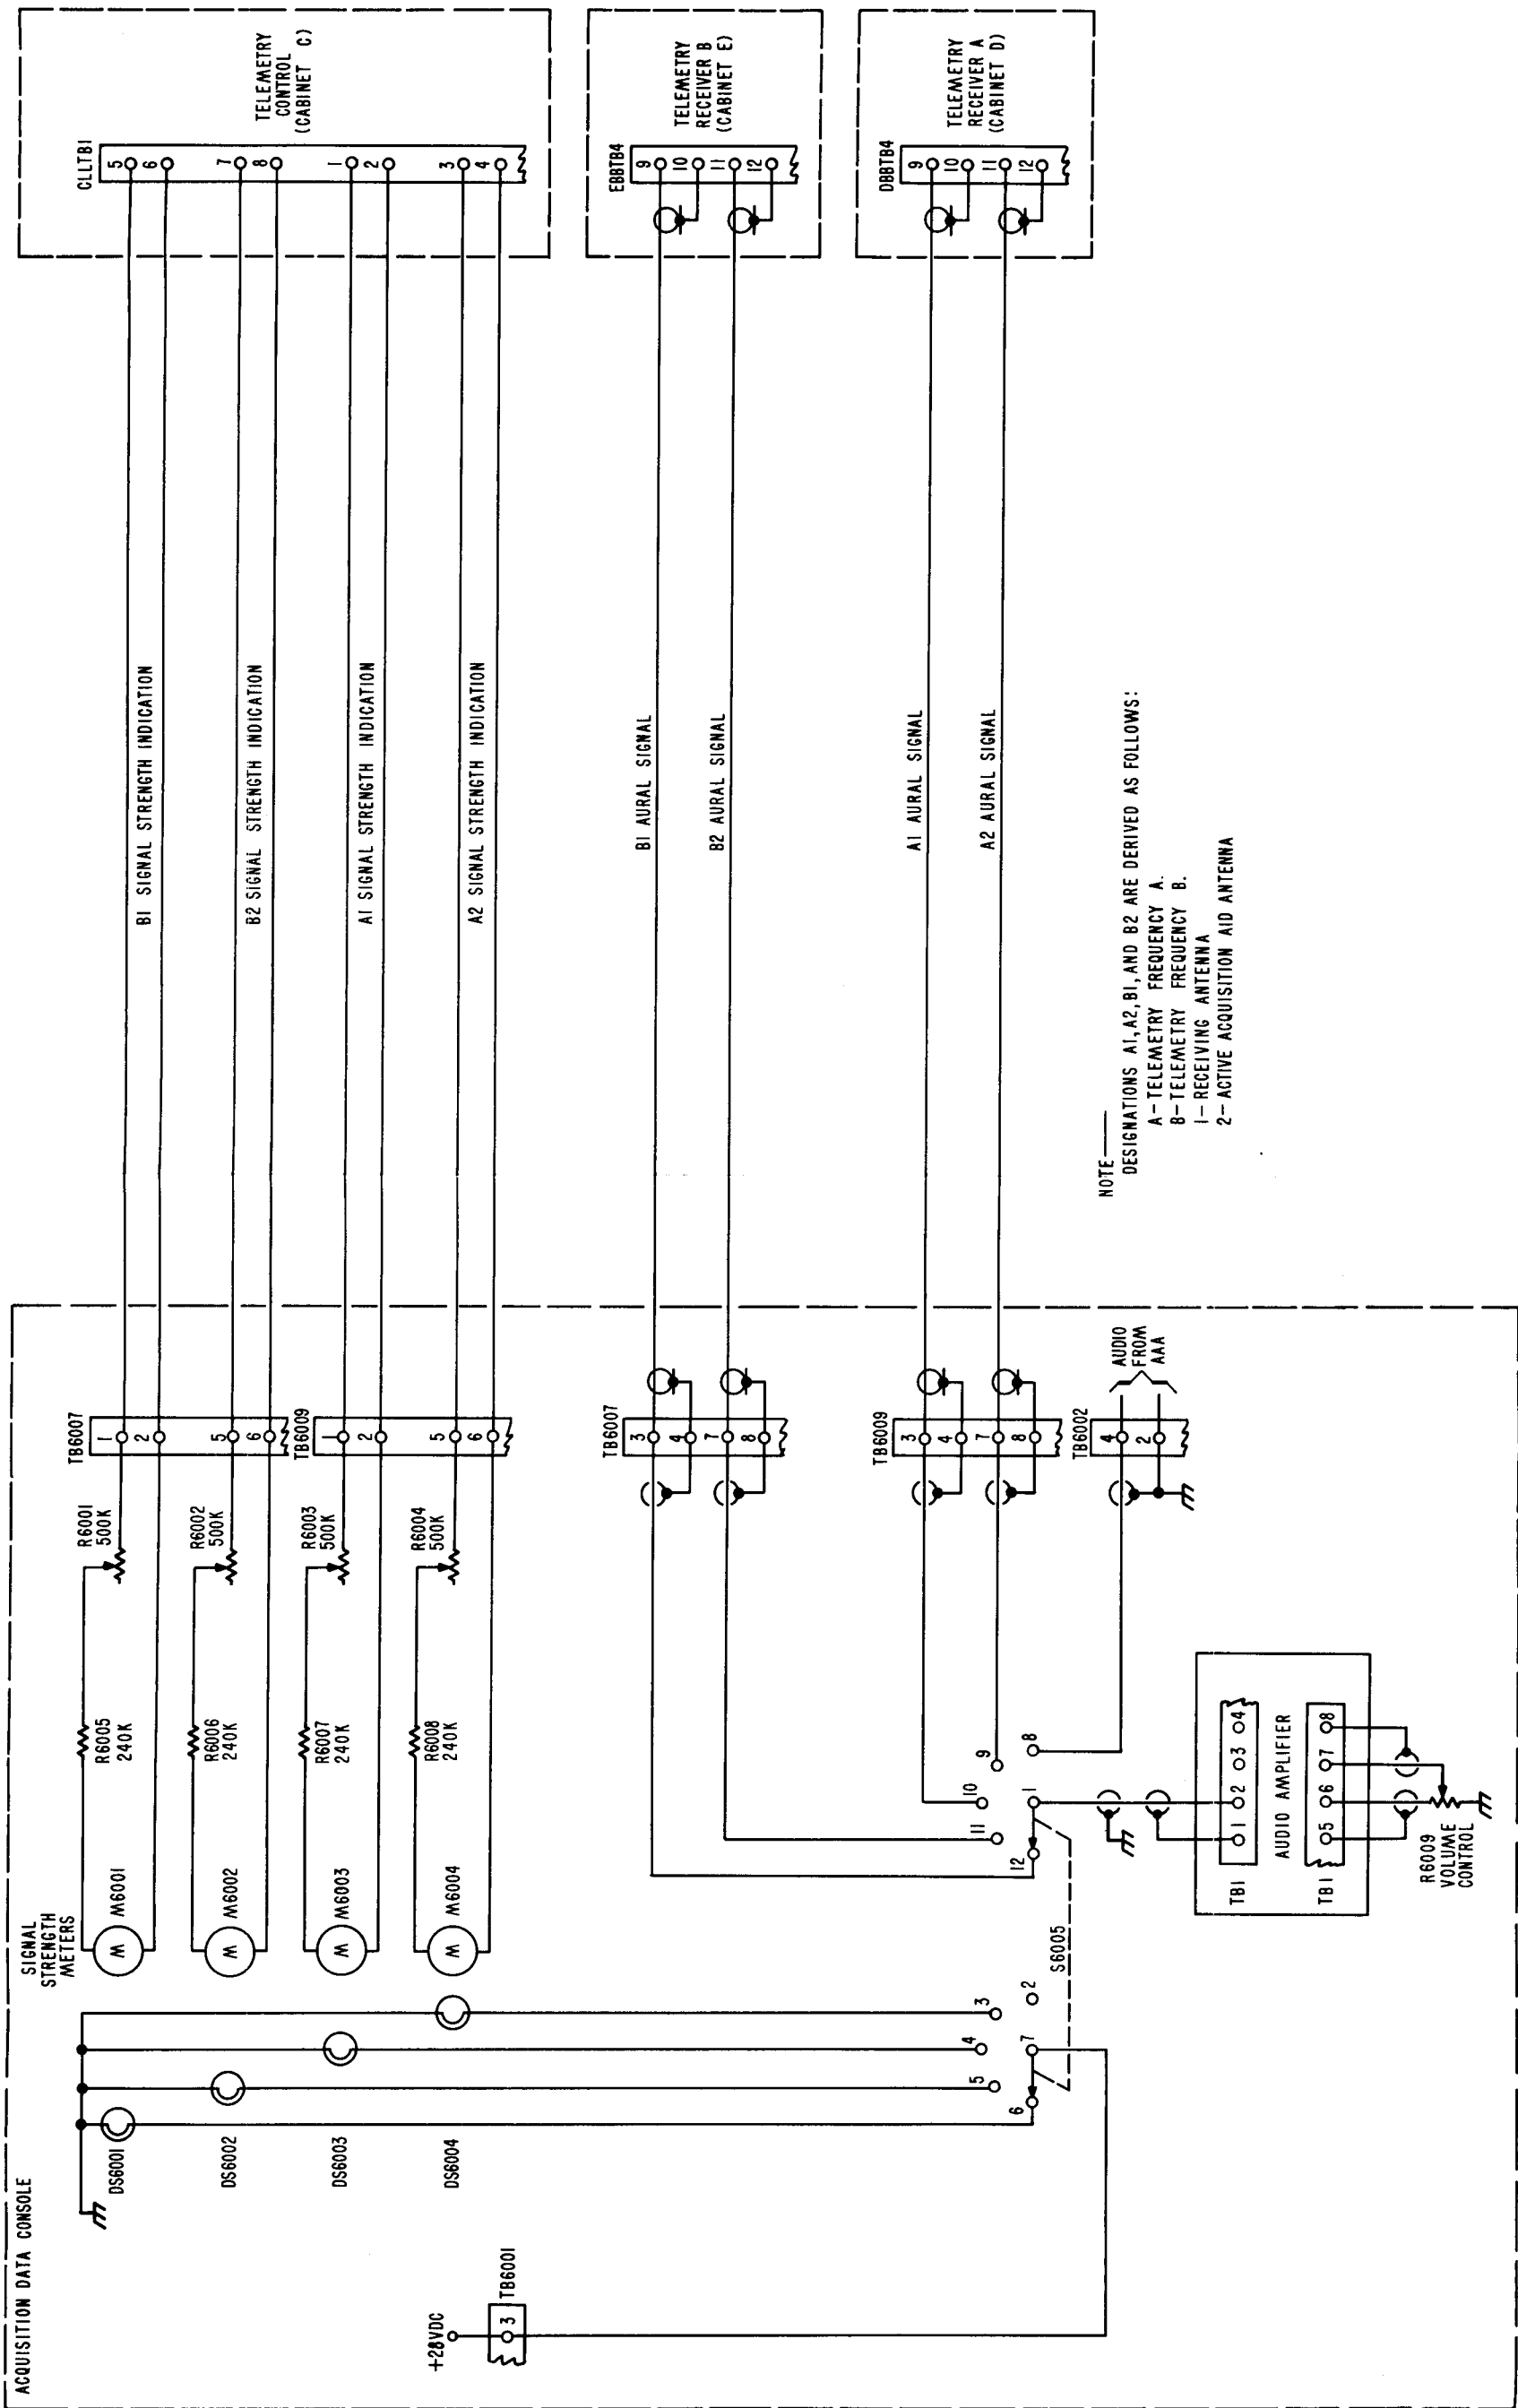 ACQUISITION DATA CONSOLE
SIGNAL
STRENGTH
METERS
M
M6001
M
M6002
M
M6003
M
M6004
DS6001
DS6002
DS6003
DS6004
R6005
240K
R6006
240K
R6007
240K
R6008
240K
R6001
500K
R6002
500K
R6003
500K
R6004
500K
TB6007
1
2
5
6
TB6009
1
2
5
6
B1 SIGNAL STRENGTH INDICATION
B2 SIGNAL STRENGTH INDICATION
A1 SIGNAL STRENGTH INDICATION
A2 SIGNAL STRENGTH INDICATION
CLLTB1
5
6
7
8
1
2
3
4
TELEMETRY
CONTROL
(CABINET C)
TB6007
3
4
7
8
B1 AURAL SIGNAL
B2 AURAL SIGNAL
EBBTB4
9
10
11
12
TELEMETRY
RECEIVER B
(CABINET E)
TB6009
3
4
7
8
A1 AURAL SIGNAL
A2 AURAL SIGNAL
DBBTB4
9
10
11
12
TELEMETRY
RECEIVER A
(CABINET D)
TB6002
4
2
AUDIO
FROM
AAA
+28VDC
3
TB6001
6
5
4
3
2
7
S6005
12
11
10
9
8
1
TB1
1
2
3
4
AUDIO AMPLIFIER
TB1
5
6
7
8
R6009
VOLUME
CONTROL
NOTE
DESIGNATIONS A1, A2, B1, AND B2 ARE DERIVED AS FOLLOWS:
A-TELEMETRY FREQUENCY A.
B-TELEMETRY FREQUENCY B.
1-RECEIVING ANTENNA
2-ACTIVE ACQUISITION AID ANTENNA